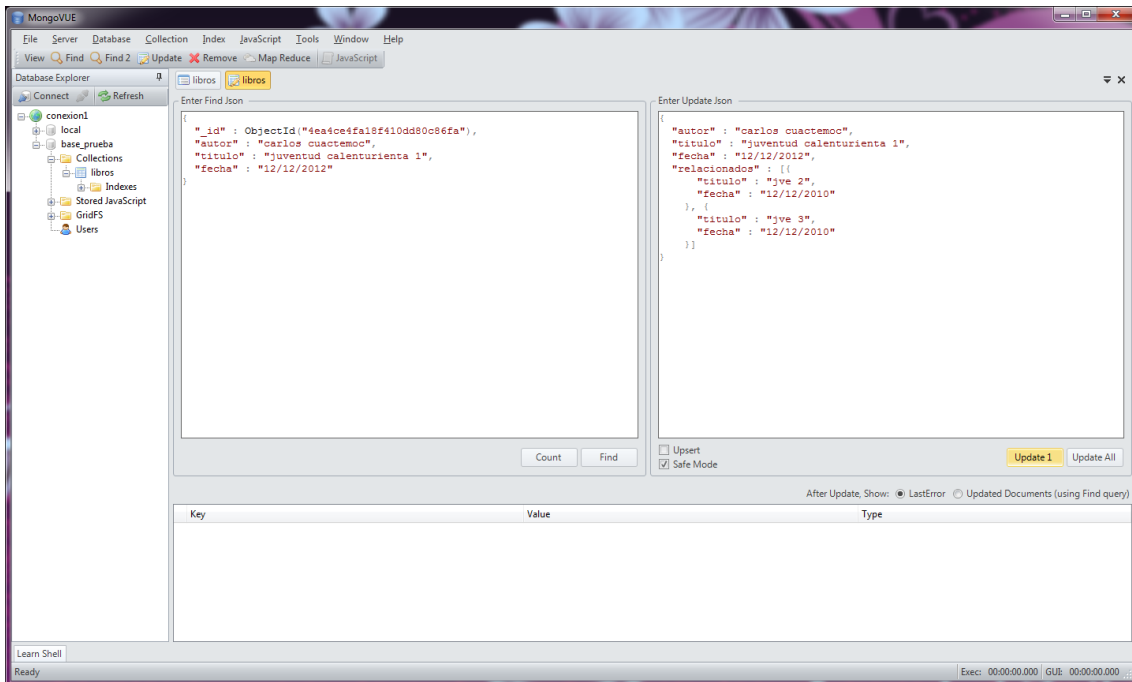 MongoVUE
File Server Database Collection Index JavaScript Tools Window Help
View Find Find 2 Update Remove Map Reduce JavaScript
Database Explorer
Connect Refresh
conexion1
local
base_prueba
Collections
libros
Indexes
Stored JavaScript
GridFS
Users
libros libros
Enter Find Json
{
"_id" : ObjectId("4ea4ce4fa18f410dd80c86fa"),
"autor" : "carlos cuactemoc",
"titulo" : "juventud calenturienta 1",
"fecha" : "12/12/2012"
}
Count Find
Enter Update Json
{
"autor" : "carlos cuactemoc",
"titulo" : "juventud calenturienta 1",
"fecha" : "12/12/2012",
"relacionados" : [{
"titulo" : "jve 2",
"fecha" : "12/12/2010"
}, {
"titulo" : "jve 3",
"fecha" : "12/12/2010"
}]
}
Upsert
Safe Mode
Update 1 Update All
After Update, Show: LastError Updated Documents (using Find query)
Key Value Type
Learn Shell
Ready
Exec: 00:00:00.000 GUI: 00:00:00.000